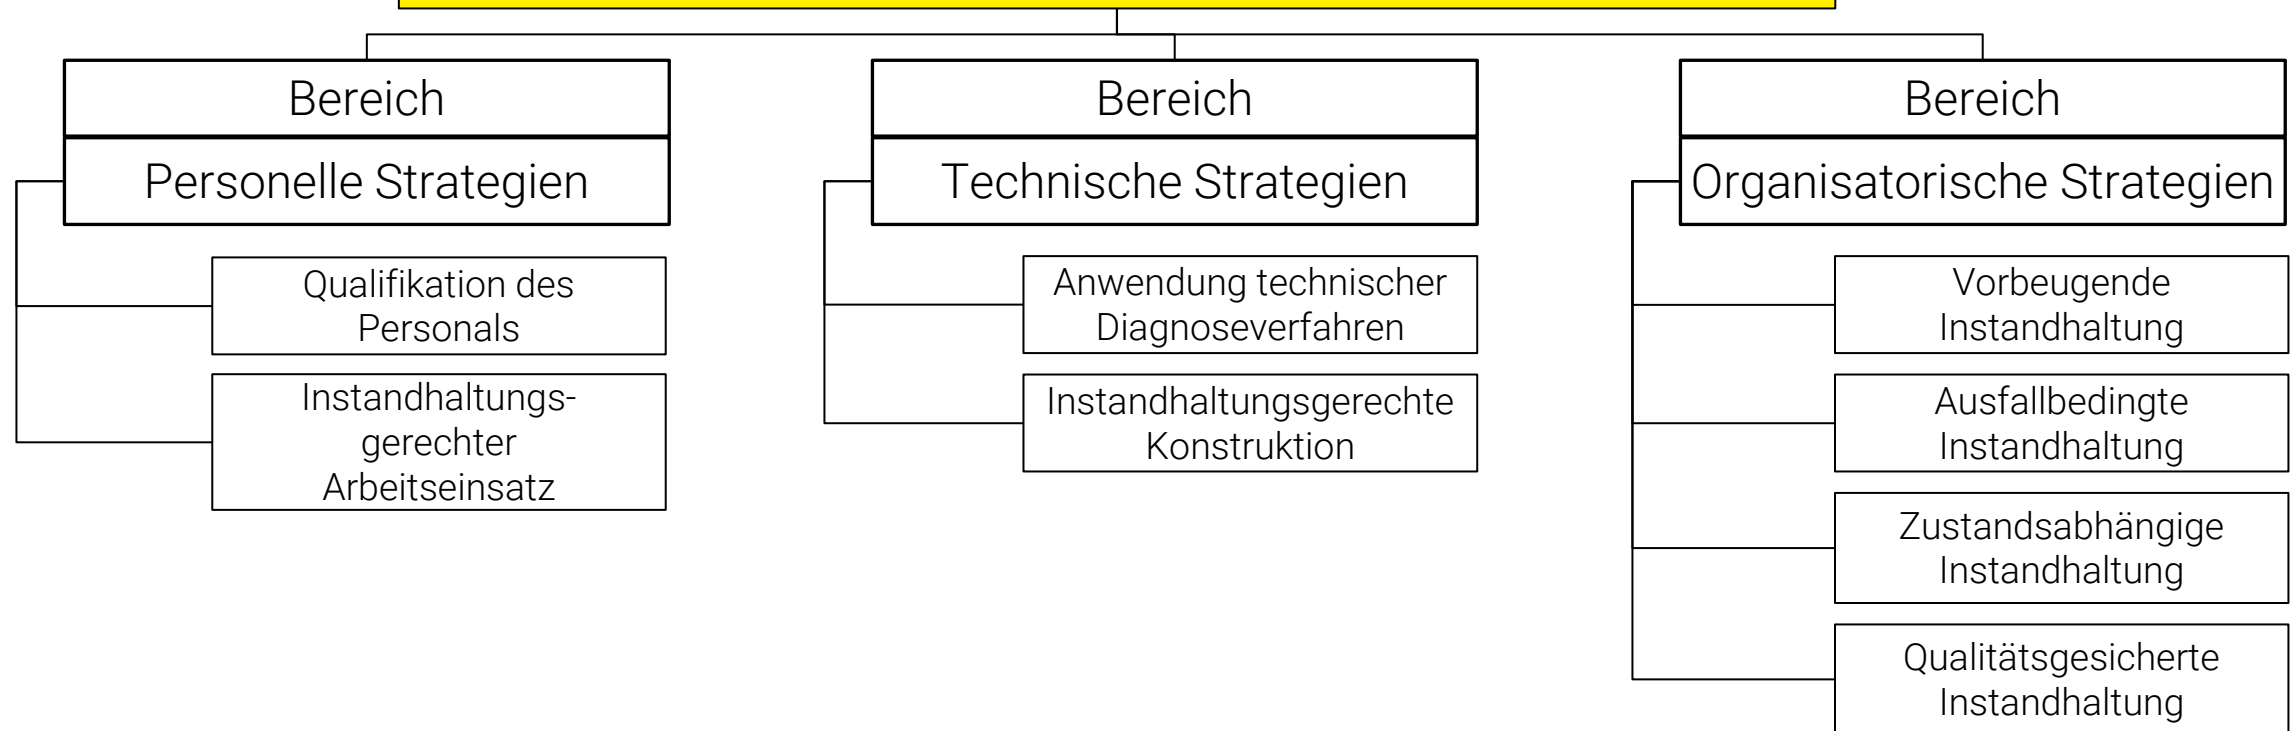 Bereich
Personelle Strategien
Qualifikation des
Personals
Instandhaltungs-
gerechter
Arbeitseinsatz
Bereich
Technische Strategien
Anwendung technischer
Diagnoseverfahren
Instandhaltungsgerechte
Konstruktion
Bereich
Organisatorische Strategien
Vorbeugende
Instandhaltung
Ausfallbedingte
Instandhaltung
Zustandsabhängige
Instandhaltung
Qualitätsgesicherte
Instandhaltung